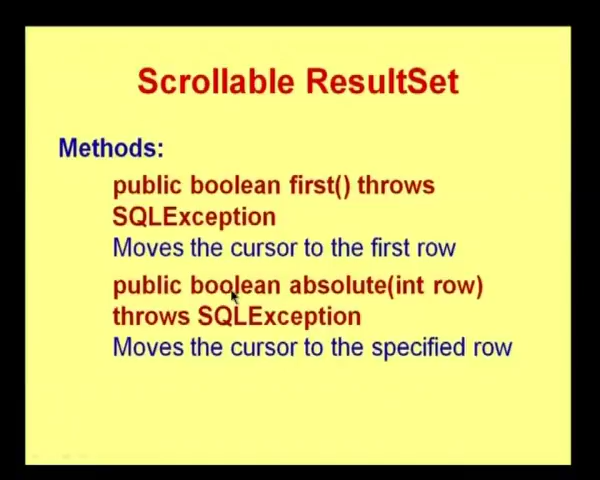 Scrollable ResultSet
Methods:
public boolean first() throws
SQLException
Moves the cursor to the first row
public boolean absolute(int row)
throws SQLException
Moves the cursor to the specified row